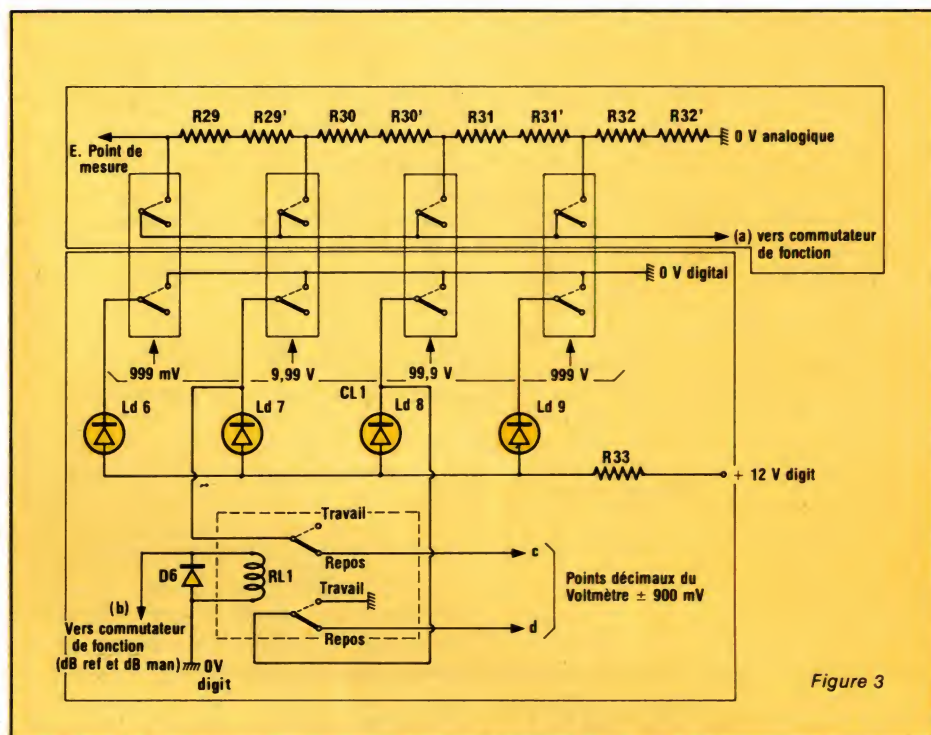 R29 R29' R30 R30' R31 R31' R32 R32'
0 V analogique
E. Point de
mesure
(a) vers commutateur
de fonction
0 V digital
999 mV 9,99 V 99,9 V 999 V
CL1
Ld 6 Ld 7 Ld 8 Ld 9
R33
+ 12 V digit
Travail
Repos
c
D6 RL1
Travail
Repos
d
Points décimaux du
Voltmètre ± 900 mV
(b)
Vers commutateur
de fonction
(dB ref et dB man)
0V
digit
Figure 3